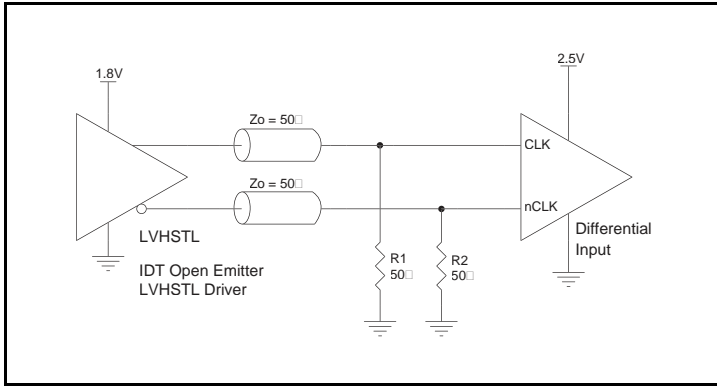 1.8V
2.5V
Zo = 50□
CLK
Zo = 50□
nCLK
LVHSTL
IDT Open Emitter
LVHSTL Driver
R1
50□
R2
50□
Differential
Input